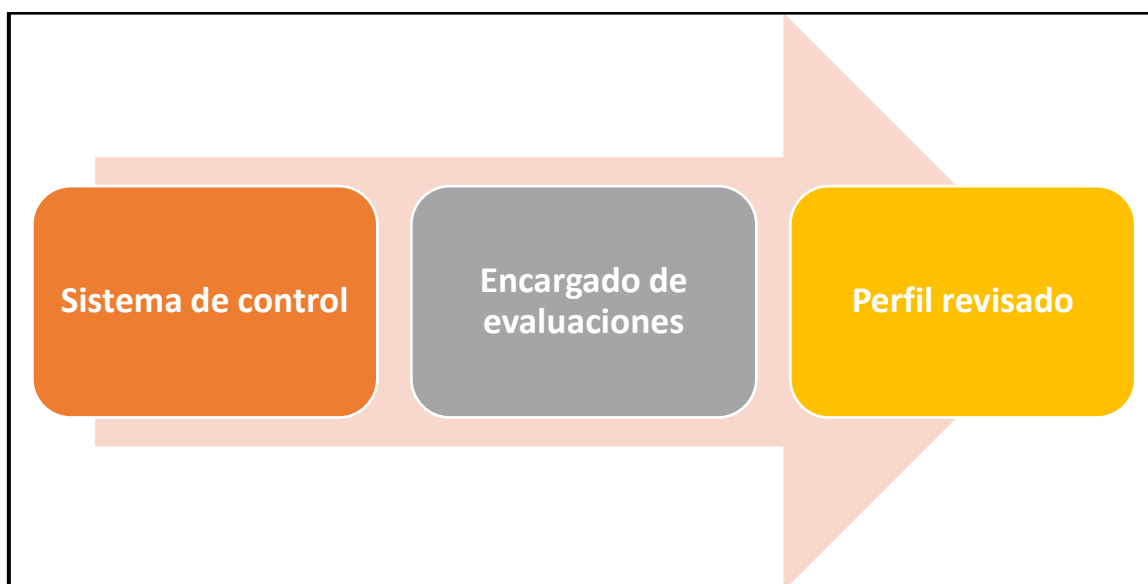 Sistema de control
Encargado de
evaluaciones
Perfil revisado